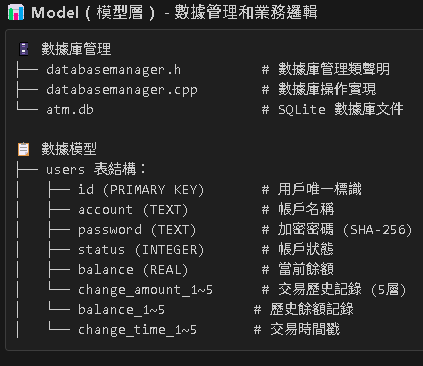 📊 Model ( 模型層 ) - 數據管理和業務邏輯
🗄️ 數據庫管理
├── databasemanager.h # 數據庫管理類聲明
├── databasemanager.cpp # 數據庫操作實現
└── atm.db # SQLite 數據庫文件
📋 數據模型
├── users 表結構：
│ ├── id (PRIMARY KEY) # 用戶唯一標識
│ ├── account (TEXT) # 帳戶名稱
│ ├── password (TEXT) # 加密密碼 (SHA-256)
│ ├── status (INTEGER) # 帳戶狀態
│ ├── balance (REAL) # 當前餘額
│ └── change_amount_1~5 # 交易歷史記錄 (5層)
│ └── balance_1~5 # 歷史餘額記錄
│ └── change_time_1~5 # 交易時間戳